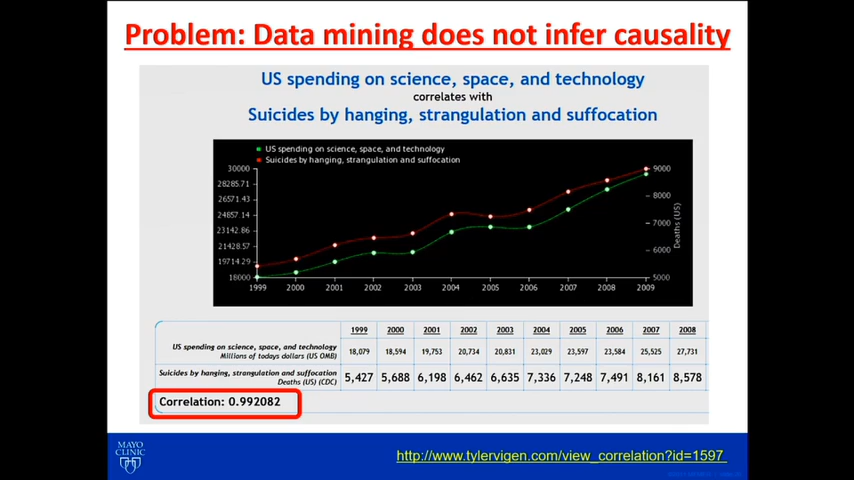 Problem: Data mining does not infer causality
US spending on science, space, and technology
correlates with
Suicides by hanging, strangulation and suffocation
US spending on science, space, and technology
Suicides by hanging, strangulation and suffocation
30000
28285.71
26571.43
24857.14
23142.86
21428.57
19714.29
18000
9000
8000
7000
6000
5000
Deaths (US)
1999 2000 2001 2002 2003 2004 2005 2006 2007 2008 2009
1999 2000 2001 2002 2003 2004 2005 2006 2007 2008
US spending on science, space, and technology
Millions of todays dollars (US OMB)
18,079 18,594 19,753 20,734 20,831 23,029 23,597 23,584 25,525 27,731
Suicides by hanging, strangulation and suffocation
Deaths (US) (CDC)
5,427 5,688 6,198 6,462 6,635 7,336 7,248 7,491 8,161 8,578
Correlation: 0.992082
MAYO
CLINIC
http://www.tylervigen.com/view_correlation?id=1597